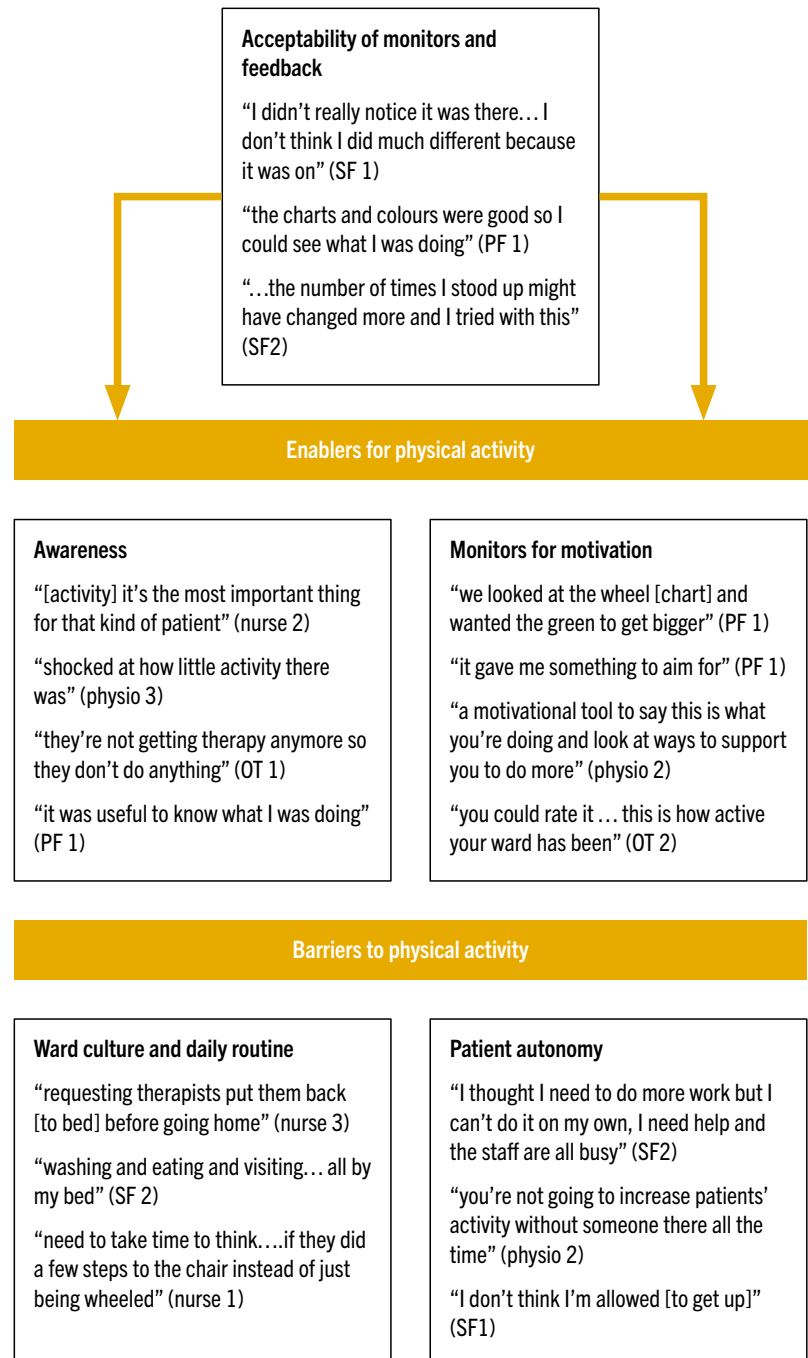 Acceptability of monitors and
feedback
“I didn’t really notice it was there… I
don’t think I did much different because
it was on” (SF 1)
“the charts and colours were good so I
could see what I was doing” (PF 1)
“…the number of times I stood up might
have changed more and I tried with this”
(SF2)
Enablers for physical activity
Awareness
“[activity] it’s the most important thing
for that kind of patient” (nurse 2)
“shocked at how little activity there
was” (physio 3)
“they’re not getting therapy anymore so
they don’t do anything” (OT 1)
“it was useful to know what I was doing”
(PF 1)
Monitors for motivation
“we looked at the wheel [chart] and
wanted the green to get bigger” (PF 1)
“it gave me something to aim for” (PF 1)
“a motivational tool to say this is what
you’re doing and look at ways to support
you to do more” (physio 2)
“you could rate it … this is how active
your ward has been” (OT 2)
Barriers to physical activity
Ward culture and daily routine
“requesting therapists put them back
[to bed] before going home” (nurse 3)
“washing and eating and visiting… all by
my bed” (SF 2)
“need to take time to think….if they did
a few steps to the chair instead of just
being wheeled” (nurse 1)
Patient autonomy
“I thought I need to do more work but I
can’t do it on my own, I need help and
the staff are all busy” (SF2)
“you’re not going to increase patients’
activity without someone there all the
time” (physio 2)
“I don’t think I’m allowed [to get up]”
(SF1)